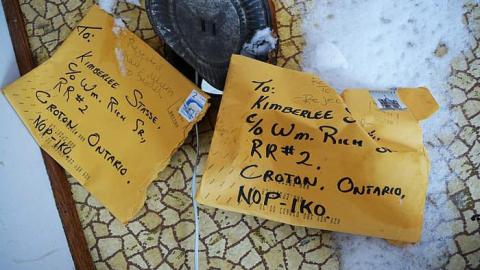 To:
Kimberlee Stasse,
c/o Wm. Rich Sr.,
RR#2,
Croton, Ontario,
N0P-1K0
To:
Kimberlee S
c/o Wm. Rich S
RR#2.
Croton, Ontario,
N0P-1K0